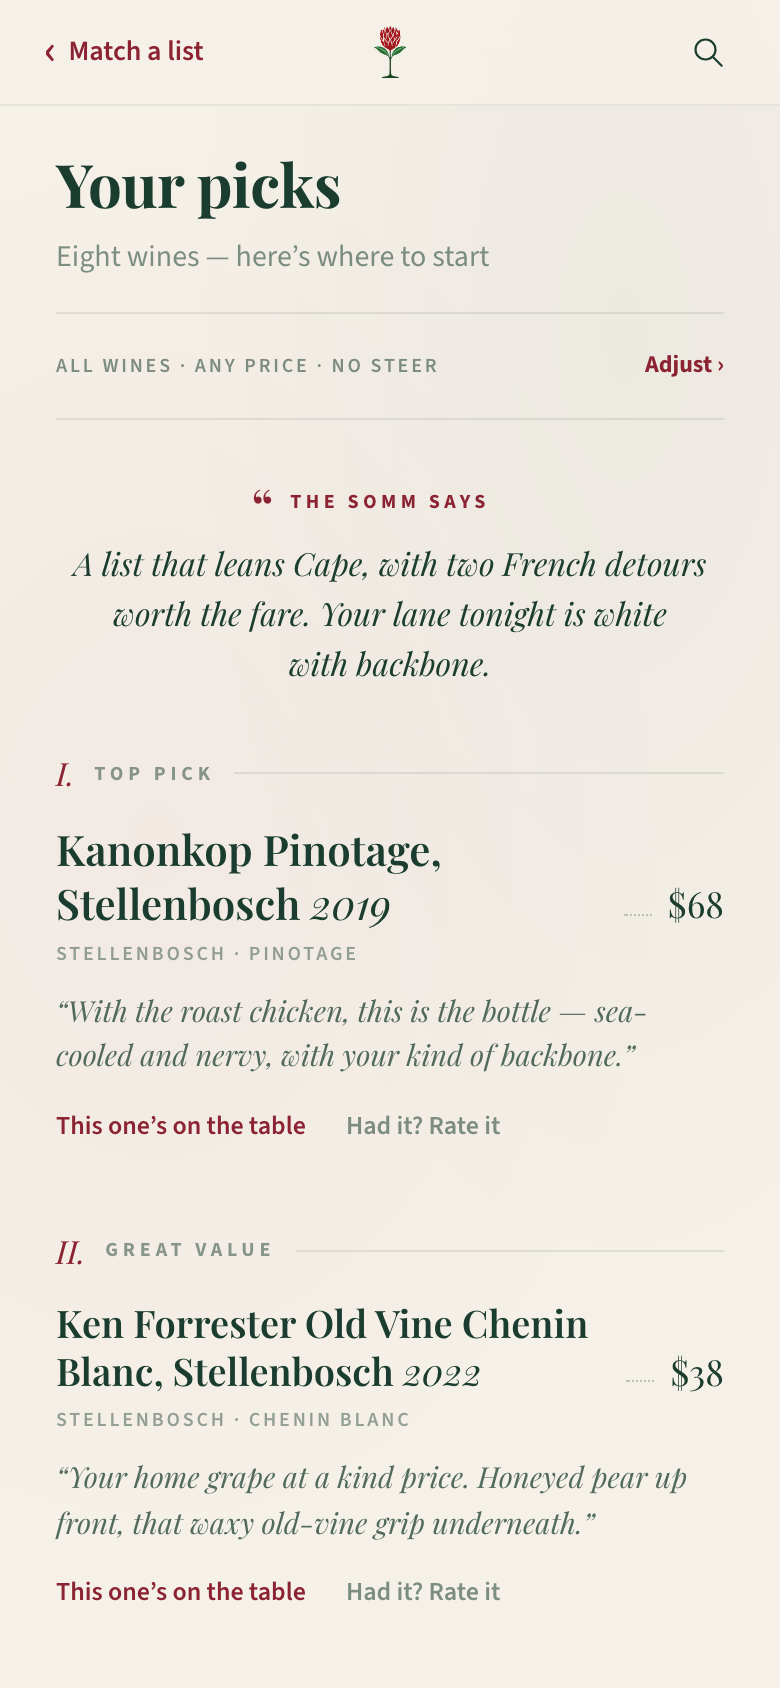 ‹ Match a list
Your picks
Eight wines — here’s where to start
ALL WINES · ANY PRICE · NO STEER
Adjust ›
“ THE SOMM SAYS
A list that leans Cape, with two French detours
worth the fare. Your lane tonight is white
with backbone.
I. TOP PICK
Kanonkop Pinotage,
Stellenbosch 2019 ..... $68
STELLENBOSCH · PINOTAGE
“With the roast chicken, this is the bottle — sea-
cooled and nervy, with your kind of backbone.”
This one’s on the table Had it? Rate it
II. GREAT VALUE
Ken Forrester Old Vine Chenin
Blanc, Stellenbosch 2022 ..... $38
STELLENBOSCH · CHENIN BLANC
“Your home grape at a kind price. Honeyed pear up
front, that waxy old-vine grip underneath.”
This one’s on the table Had it? Rate it